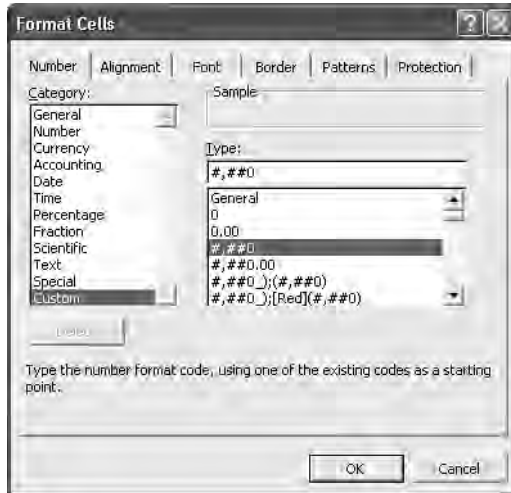 Format Cells
Number Alignment Font Border Patterns Protection
Category:
General
Number
Currency
Accounting
Date
Time
Percentage
Fraction
Scientific
Text
Special
Custom
Sample
Type:
#,##0
General
0
0.00
#,##0
#,##0.00
#,##0_);(#,##0)
#,##0_);[Red](#,##0)
Delete
Type the number format code, using one of the existing codes as a starting
point.
OK Cancel